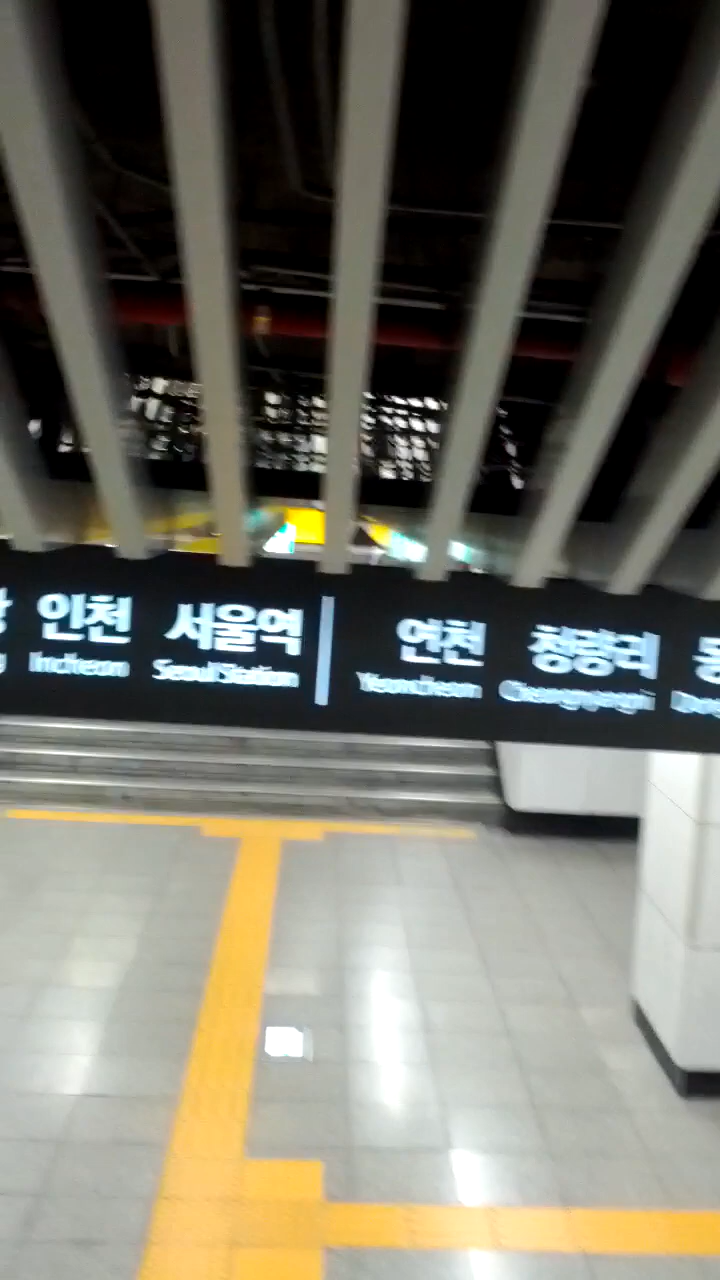 인천 서울역 연천 청량리
Incheon Seoul Station Yeoncheon Cheongnyangni